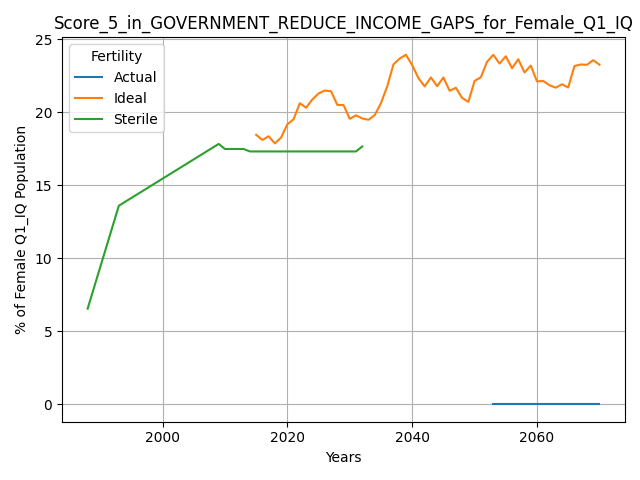 Score_5_in_GOVERNMENT_REDUCE_INCOME_GAPS_for_Female_Q1_IQ
25
20
15
10
5
0
% of Female Q1_IQ Population
Fertility
Actual
Ideal
Sterile
2000 2020 2040 2060
Years